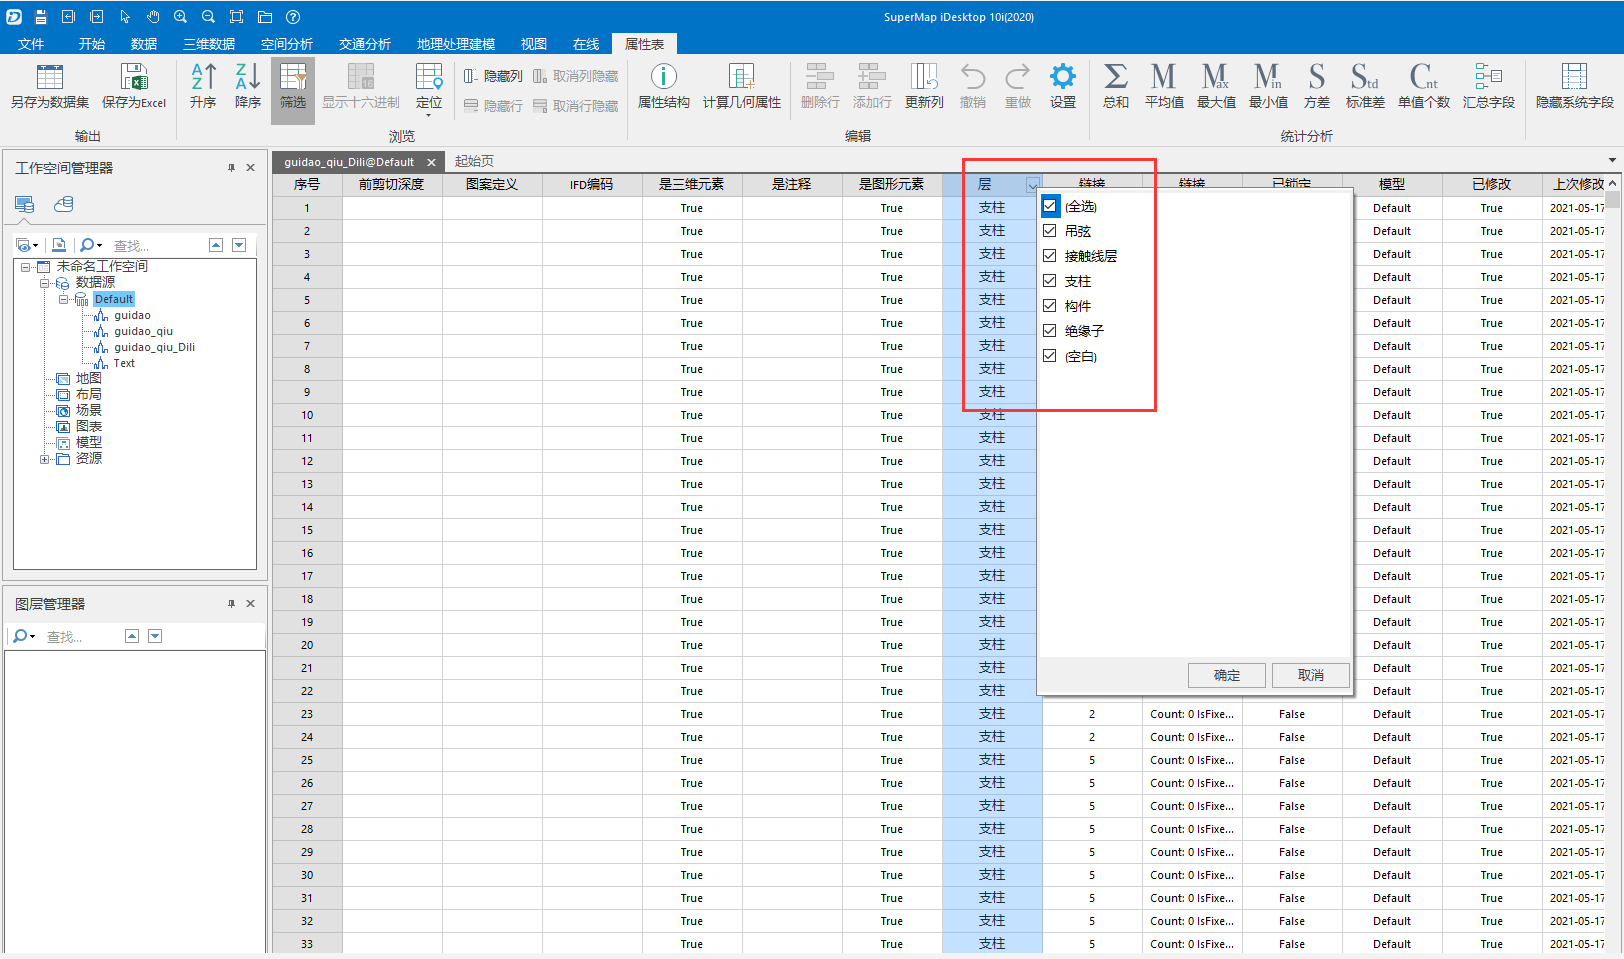 SuperMap iDesktop 10i(2020)
文件 开始 数据 三维数据 空间分析 交通分析 地理处理建模 视图 在线 属性表
另存为数据集 保存为Excel 升序 降序 筛选 显示十六进制 定位 隐藏列 取消列隐藏 隐藏行 取消行隐藏 属性结构 计算几何属性 删除行 添加行 更新列 撤销 重做 设置 总和 平均值 最大值 最小值 方差 标准差 单值个数 汇总字段 隐藏系统字段
输出 浏览 编辑 统计分析
工作空间管理器
查找...
未命名工作空间
数据源
Default
guidao
guidao_qiu
guidao_qiu_Dili
Text
地图
布局
场景
图表
模型
资源
图层管理器
查找...
guidao_qiu_Dili@Default 起始页
序号 前剪切深度 图案定义 IFD编码 是三维元素 是注释 是图形元素 层 链接 链接 已锁定 模型 已修改 上次修改
1 True True 支柱 Default True 2021-05-17
2 True True 支柱 Default True 2021-05-17
3 True True 支柱 Default True 2021-05-17
4 True True 支柱 Default True 2021-05-17
5 True True 支柱 Default True 2021-05-17
6 True True 支柱 Default True 2021-05-17
7 True True 支柱 Default True 2021-05-17
8 True True 支柱 Default True 2021-05-17
9 True True 支柱 Default True 2021-05-17
10 True True 支柱 Default True 2021-05-17
11 True True 支柱 Default True 2021-05-17
12 True True 支柱 Default True 2021-05-17
13 True True 支柱 Default True 2021-05-17
14 True True 支柱 Default True 2021-05-17
15 True True 支柱 Default True 2021-05-17
16 True True 支柱 Default True 2021-05-17
17 True True 支柱 Default True 2021-05-17
18 True True 支柱 Default True 2021-05-17
19 True True 支柱 Default True 2021-05-17
20 True True 支柱 Default True 2021-05-17
21 True True 支柱 Default True 2021-05-17
22 True True 支柱 Default True 2021-05-17
23 True True 支柱 2 Count: 0 IsFixe... False Default True 2021-05-17
24 True True 支柱 2 Count: 0 IsFixe... False Default True 2021-05-17
25 True True 支柱 5 Count: 0 IsFixe... False Default True 2021-05-17
26 True True 支柱 5 Count: 0 IsFixe... False Default True 2021-05-17
27 True True 支柱 5 Count: 0 IsFixe... False Default True 2021-05-17
28 True True 支柱 5 Count: 0 IsFixe... False Default True 2021-05-17
29 True True 支柱 5 Count: 0 IsFixe... False Default True 2021-05-17
30 True True 支柱 5 Count: 0 IsFixe... False Default True 2021-05-17
31 True True 支柱 5 Count: 0 IsFixe... False Default True 2021-05-17
32 True True 支柱 5 Count: 0 IsFixe... False Default True 2021-05-17
33 True True 支柱 5 Count: 0 IsFixe... False Default True 2021-05-17
(全选)
吊弦
接触线层
支柱
构件
绝缘子
(空白)
确定 取消